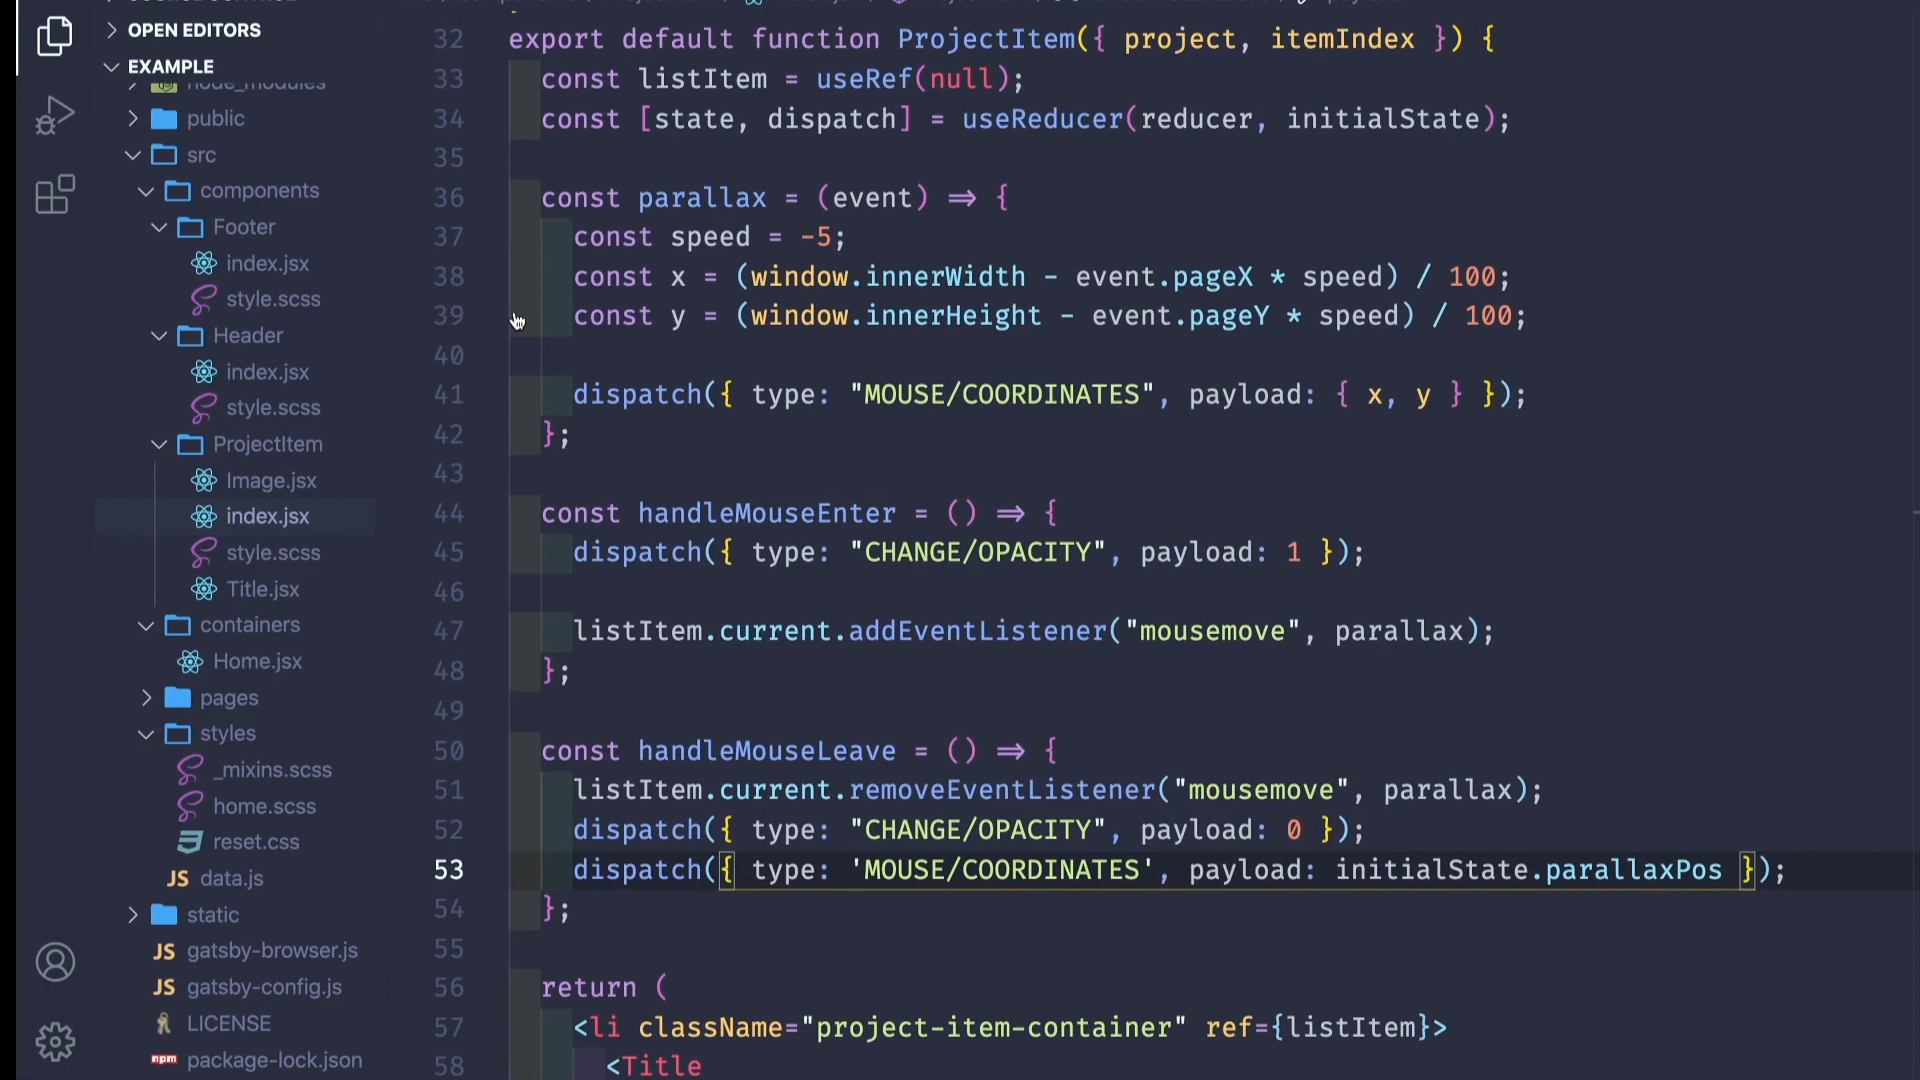 OPEN EDITORS
EXAMPLE
node_modules
public
src
components
Footer
index.jsx
style.scss
Header
index.jsx
style.scss
ProjectItem
Image.jsx
index.jsx
style.scss
Title.jsx
containers
Home.jsx
pages
styles
_mixins.scss
home.scss
reset.css
JS data.js
static
JS gatsby-browser.js
JS gatsby-config.js
LICENSE
npm package-lock.json
32 export default function ProjectItem({ project, itemIndex }) {
33 const listItem = useRef(null);
34 const [state, dispatch] = useReducer(reducer, initialState);
35
36 const parallax = (event) ⇒ {
37 const speed = -5;
38 const x = (window.innerWidth - event.pageX * speed) / 100;
39 const y = (window.innerHeight - event.pageY * speed) / 100;
40
41 dispatch({ type: "MOUSE/COORDINATES", payload: { x, y } });
42 };
43
44 const handleMouseEnter = () ⇒ {
45 dispatch({ type: "CHANGE/OPACITY", payload: 1 });
46
47 listItem.current.addEventListener("mousemove", parallax);
48 };
49
50 const handleMouseLeave = () ⇒ {
51 listItem.current.removeEventListener("mousemove", parallax);
52 dispatch({ type: "CHANGE/OPACITY", payload: 0 });
53 dispatch({ type: 'MOUSE/COORDINATES', payload: initialState.parallaxPos });
54 };
55
56 return (
57 <li className="project-item-container" ref={listItem}>
58 <Title